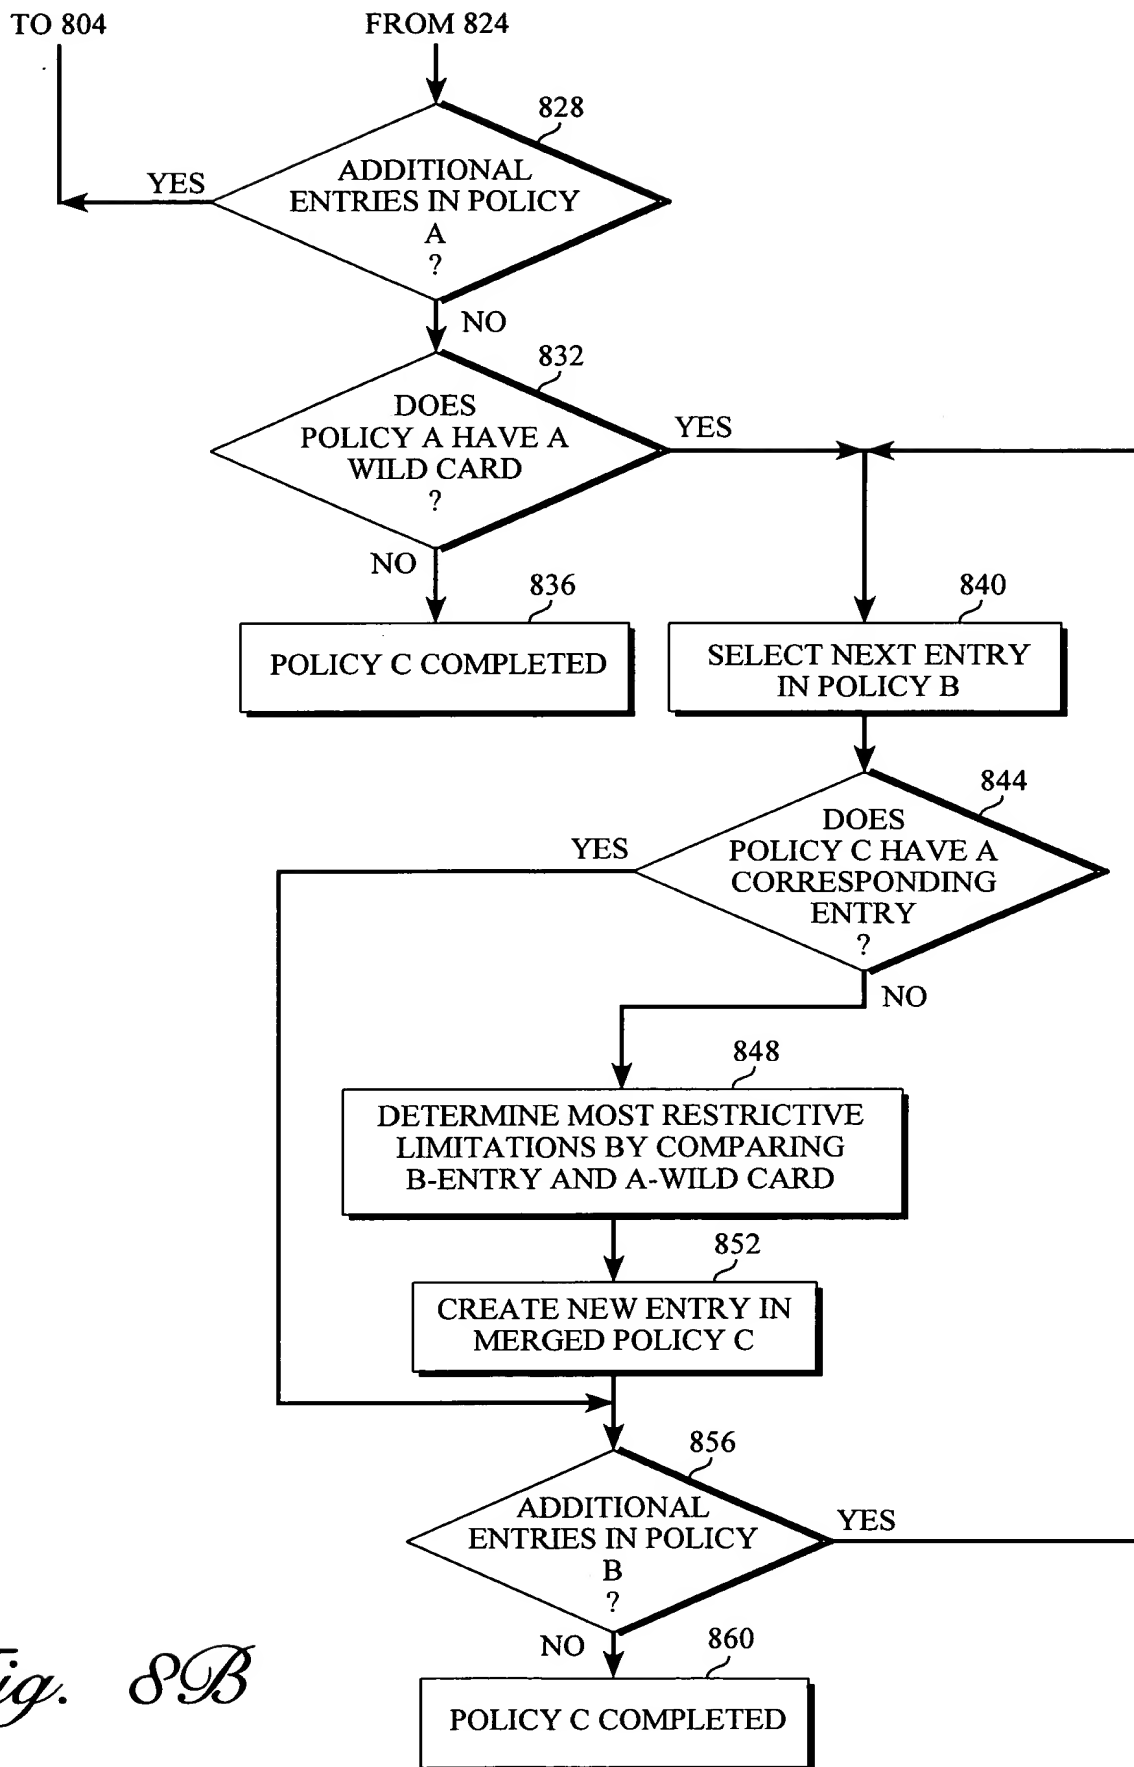 TO 804
FROM 824
828
ADDITIONAL
ENTRIES IN POLICY
A
?
YES
NO
832
DOES
POLICY A HAVE A
WILD CARD
?
YES
NO
836
POLICY C COMPLETED
840
SELECT NEXT ENTRY
IN POLICY B
844
DOES
POLICY C HAVE A
CORRESPONDING
ENTRY
?
YES
NO
848
DETERMINE MOST RESTRICTIVE
LIMITATIONS BY COMPARING
B-ENTRY AND A-WILD CARD
852
CREATE NEW ENTRY IN
MERGED POLICY C
856
ADDITIONAL
ENTRIES IN POLICY
B
?
YES
NO
860
POLICY C COMPLETED
ig. 8B